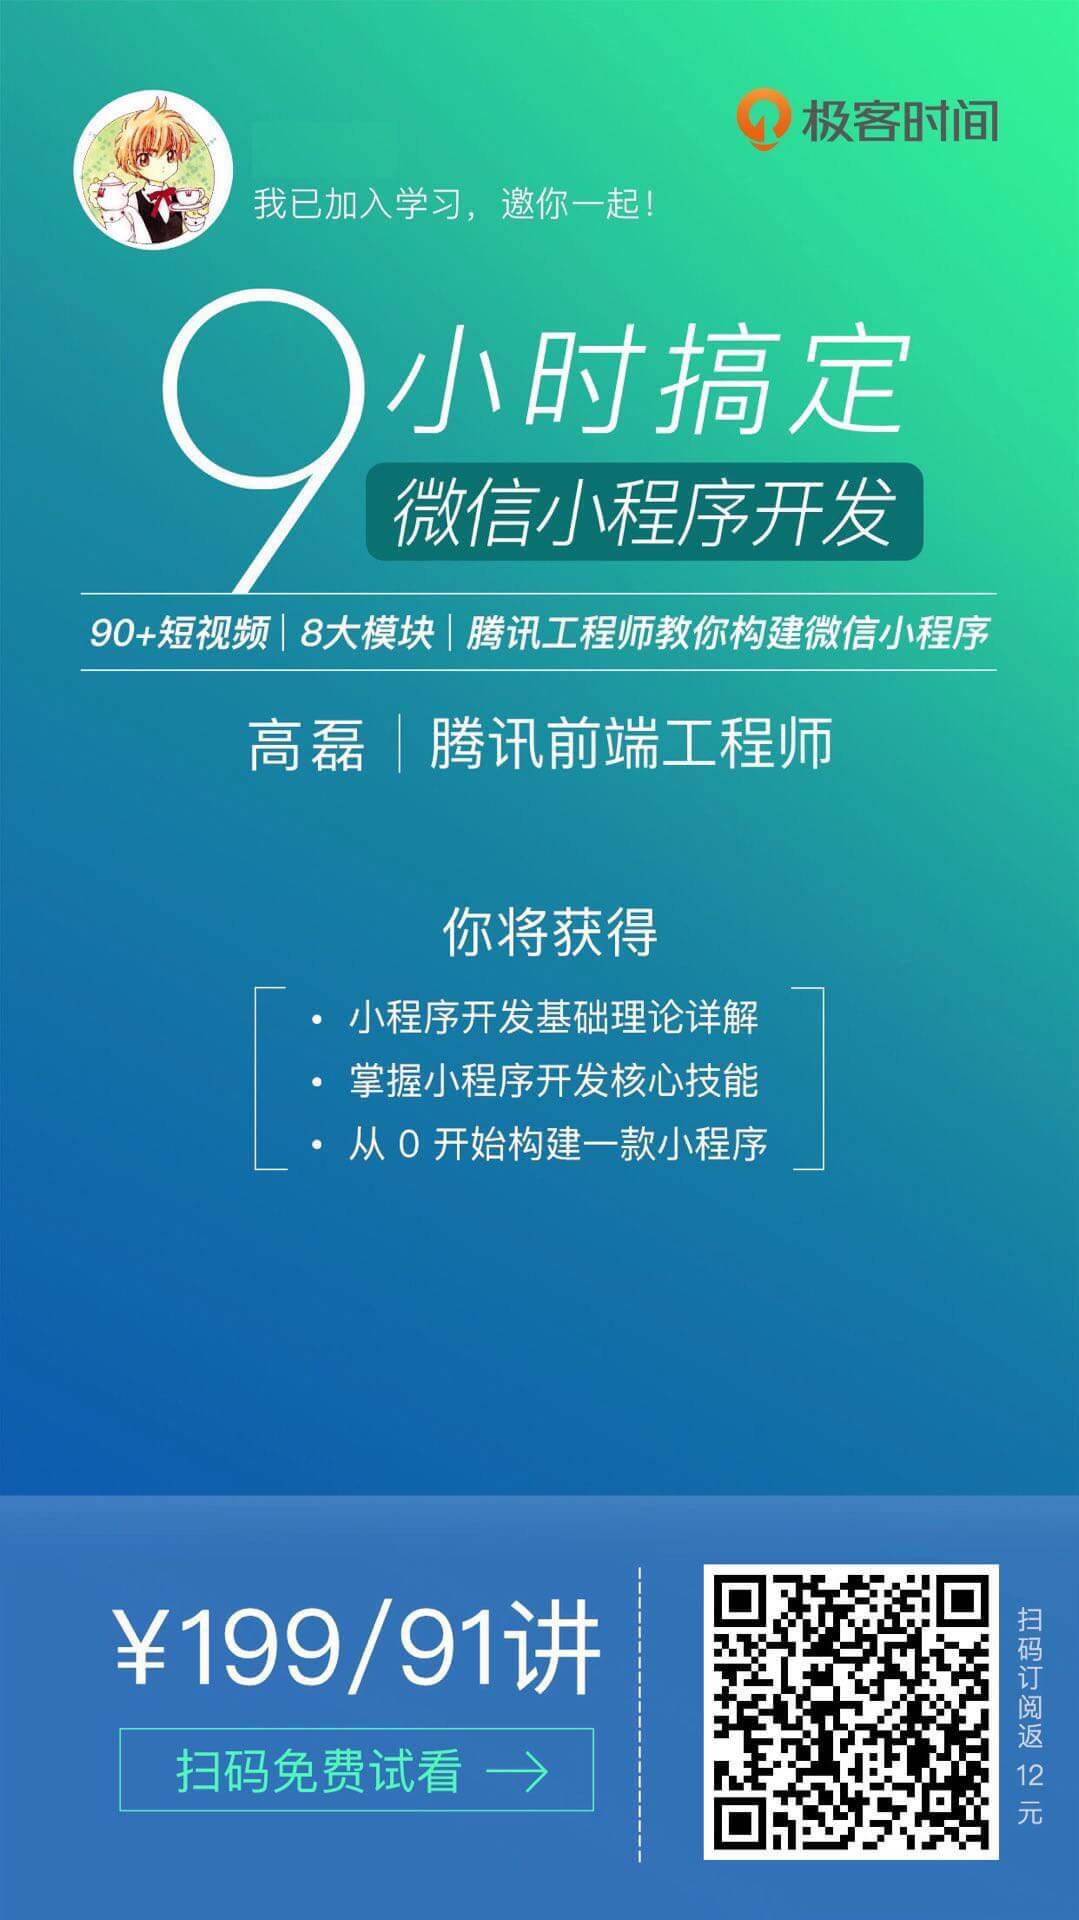 极客时间
我已加入学习，邀你一起！
9小时搞定
微信小程序开发
90+短视频｜8大模块｜腾讯工程师教你构建微信小程序
高磊｜腾讯前端工程师
你将获得
• 小程序开发基础理论详解
• 掌握小程序开发核心技能
• 从 0 开始构建一款小程序
¥199/91讲
扫码免费试看
扫码订阅返 12 元